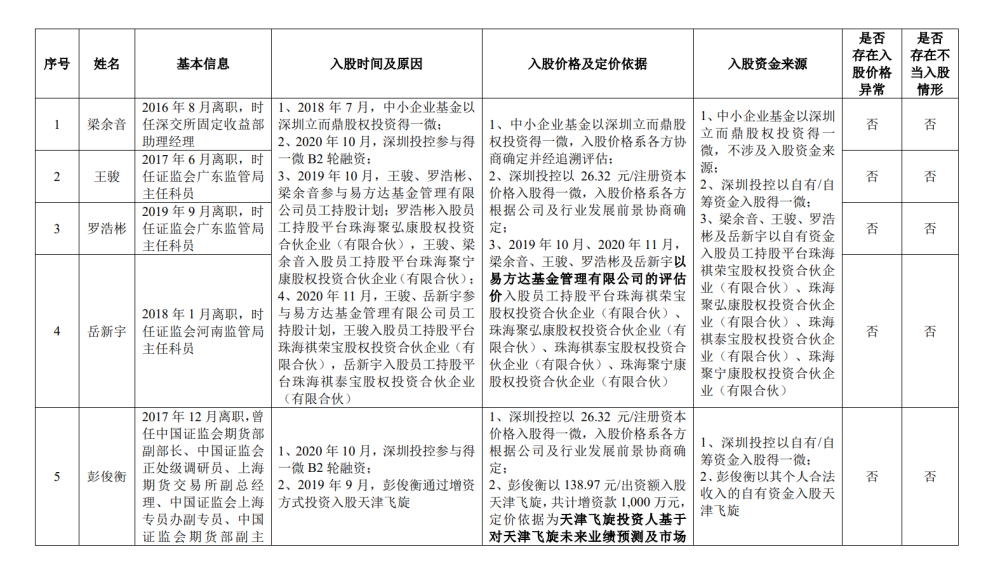 序号
姓名
基本信息
入股时间及原因
入股价格及定价依据
入股资金来源
是否
存在入
股价格
异常
是否
存在不
当入股
情形
1
梁余音
2016 年 8 月离职，时
任深交所固定收益部
助理经理
2
王骏
2017 年 6 月离职，时
任证监会广东监管局
主任科员
3
罗浩彬
2019 年 9 月离职，时
任证监会广东监管局
主任科员
4
岳新宇
2018 年 1 月离职，时
任证监会河南监管局
主任科员
1、2018 年 7 月，中小企业基金以
深圳立而鼎股权投资得一微；
2、2020 年 10 月，深圳投控参与得
一微 B2 轮融资；
3、2019 年 10 月，王骏、罗浩彬、
梁余音参与易方达基金管理有限
公司员工持股计划；罗浩彬入股员
工持股平台珠海聚弘康股权投资
合伙企业（有限合伙），王骏、梁
余音入股员工持股平台珠海聚宁
康股权投资合伙企业（有限合伙）；
4、2020 年 11 月，王骏、岳新宇参
与易方达基金管理有限公司员工
持股计划，王骏入股员工持股平台
珠海祺荣宝股权投资合伙企业（有
限合伙），岳新宇入股员工持股平
台珠海祺泰宝股权投资合伙企业
（有限合伙）
1、中小企业基金以深圳立而鼎股
权投资得一微，入股价格系各方协
商确定并经追溯评估；
2、深圳投控以 26.32 元/注册资本
价格入股得一微，入股价格系各方
根据公司及行业发展前景协商确
定；
3、2019 年 10 月、2020 年 11 月，
梁余音、王骏、罗浩彬及岳新宇以
易方达基金管理有限公司的评估
价入股员工持股平台珠海祺荣宝
股权投资合伙企业（有限合伙）、
珠海聚弘康股权投资合伙企业（有
限合伙）、珠海祺泰宝股权投资合
伙企业（有限合伙）、珠海聚宁康
股权投资合伙企业（有限合伙）
1、中小企业基金以深圳
立而鼎股权投资得一
微，不涉及入股资金来
源；
2、深圳投控以自有/自
筹资金入股得一微；
3、梁余音、王骏、罗浩
彬及岳新宇以自有资金
入股员工持股平台珠海
祺荣宝股权投资合伙企
业（有限合伙）、珠海
聚弘康股权投资合伙企
业（有限合伙）、珠海
祺泰宝股权投资合伙企
业（有限合伙）、珠海
聚宁康股权投资合伙企
业（有限合伙）
否
否
否
否
否
否
否
否
5
彭俊衡
2017 年 12 月离职，曾
任中国证监会期货部
副部长、中国证监会
正处级调研员、上海
期货交易所副总经
理、中国证监会上海
专员办副专员、中国
证监会期货部副主
1、2020 年 10 月，深圳投控参与得
一微 B2 轮融资；
2、2019 年 9 月，彭俊衡通过增资
方式投资入股天津飞旋
1、深圳投控以 26.32 元/注册资本
价格入股得一微，入股价格系各方
根据公司及行业发展前景协商确
定；
2、彭俊衡以 138.97 元/出资额入股
天津飞旋，共计增资款 1,000 万元，
定价依据为天津飞旋投资人基于
对天津飞旋未来业绩预测及市场
1、深圳投控以自有/自
筹资金入股得一微；
2、彭俊衡以其个人合法
收入的自有资金入股天
津飞旋
否
否